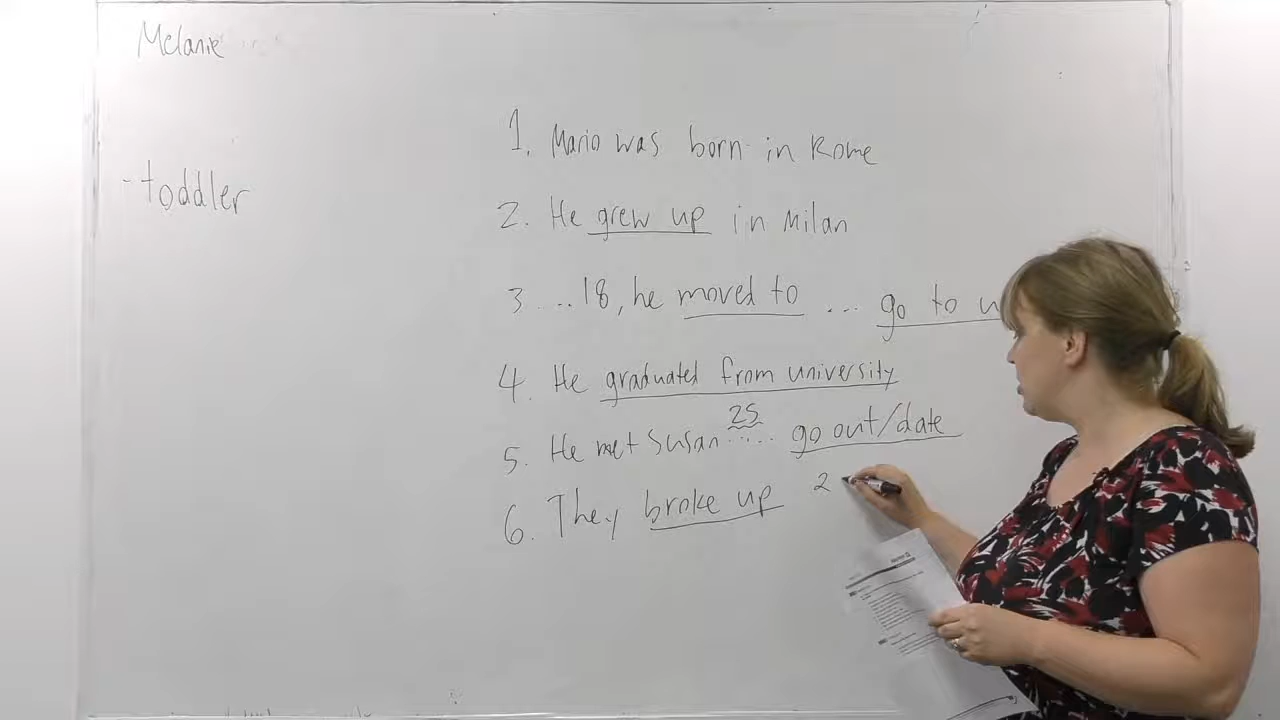 Melanie
- toddler
1. Mario was born in Rome
2. He grew up in Milan
3 .... 18, he moved to ... go to u
4. He graduated from university
25
5. He met Susan ..... go out/date
2
6. They broke up